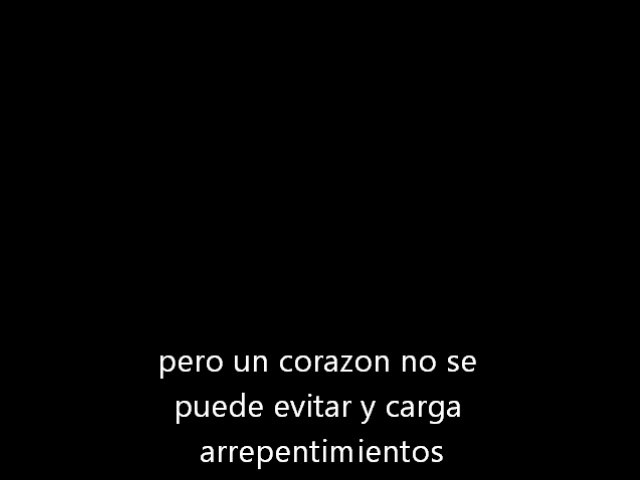 pero un corazon no se
puede evitar y carga
arrepentimientos